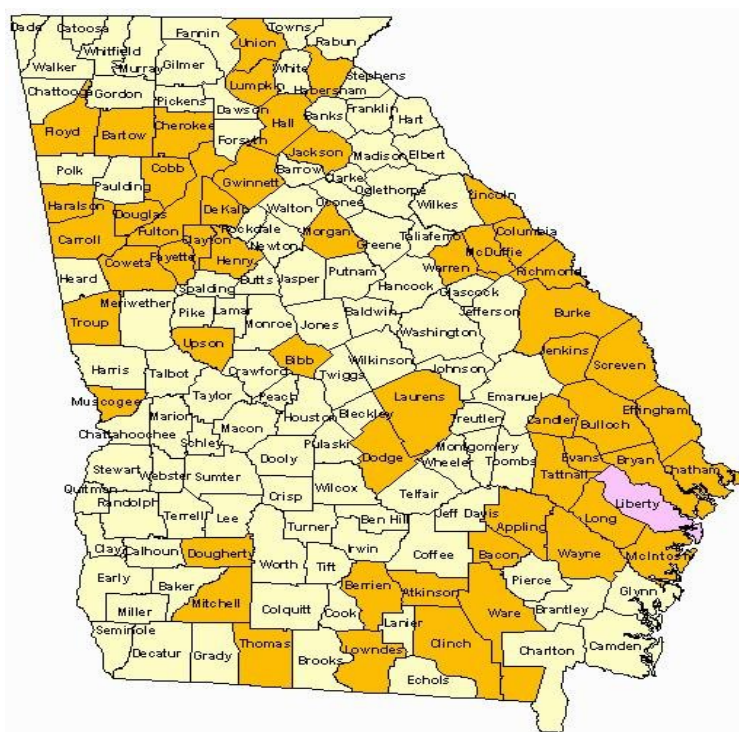 Dade Catoosa Fannin Towns Rabun
Union
Whitfield
Walker Murray Gilmer White
Stephens
Chattooga Gordon Lumpkin Habersham
Pickens Dawson Banks Franklin Hart
Floyd Bartow Cherokee Hall
Forsyth Jackson Madison Elbert
Polk Cobb Barrow Clarke
Paulding Gwinnett Oglethorpe
Haralson Douglas DeKalb Walton Oconee Wilkes Lincoln
Carroll Fulton Clayton Rockdale Newton Morgan Greene Taliaferro Columbia
Coweta Fayette Henry McDuffie
Heard Spalding Butts Jasper Putnam Hancock Warren Richmond
Meriwether Glascock
Troup Pike Lamar Monroe Jones Baldwin Jefferson Burke
Upson Washington
Harris Talbot Crawford Bibb Wilkinson Johnson Jenkins Screven
Twiggs
Muscogee Taylor Peach Laurens Emanuel
Marion Macon Houston Bleckley Treutlen Candler Bulloch Effingham
Chattahoochee Schley Pulaski Montgomery
Stewart Webster Sumter Dooly Dodge Wheeler Toombs Evans Bryan Chatham
Tattnall
Quitman Randolph Crisp Wilcox Telfair Liberty
Terrell Lee Turner Ben Hill Jeff Davis Appling Long
Clay Calhoun Dougherty Irwin Coffee Bacon Wayne McIntosh
Early Baker Worth Tift
Mitchell Berrien Atkinson Pierce Glynn
Miller Colquitt Cook Ware Brantley
Seminole Lanier
Decatur Grady Thomas Brooks Lowndes Clinch Charlton Camden
Echols